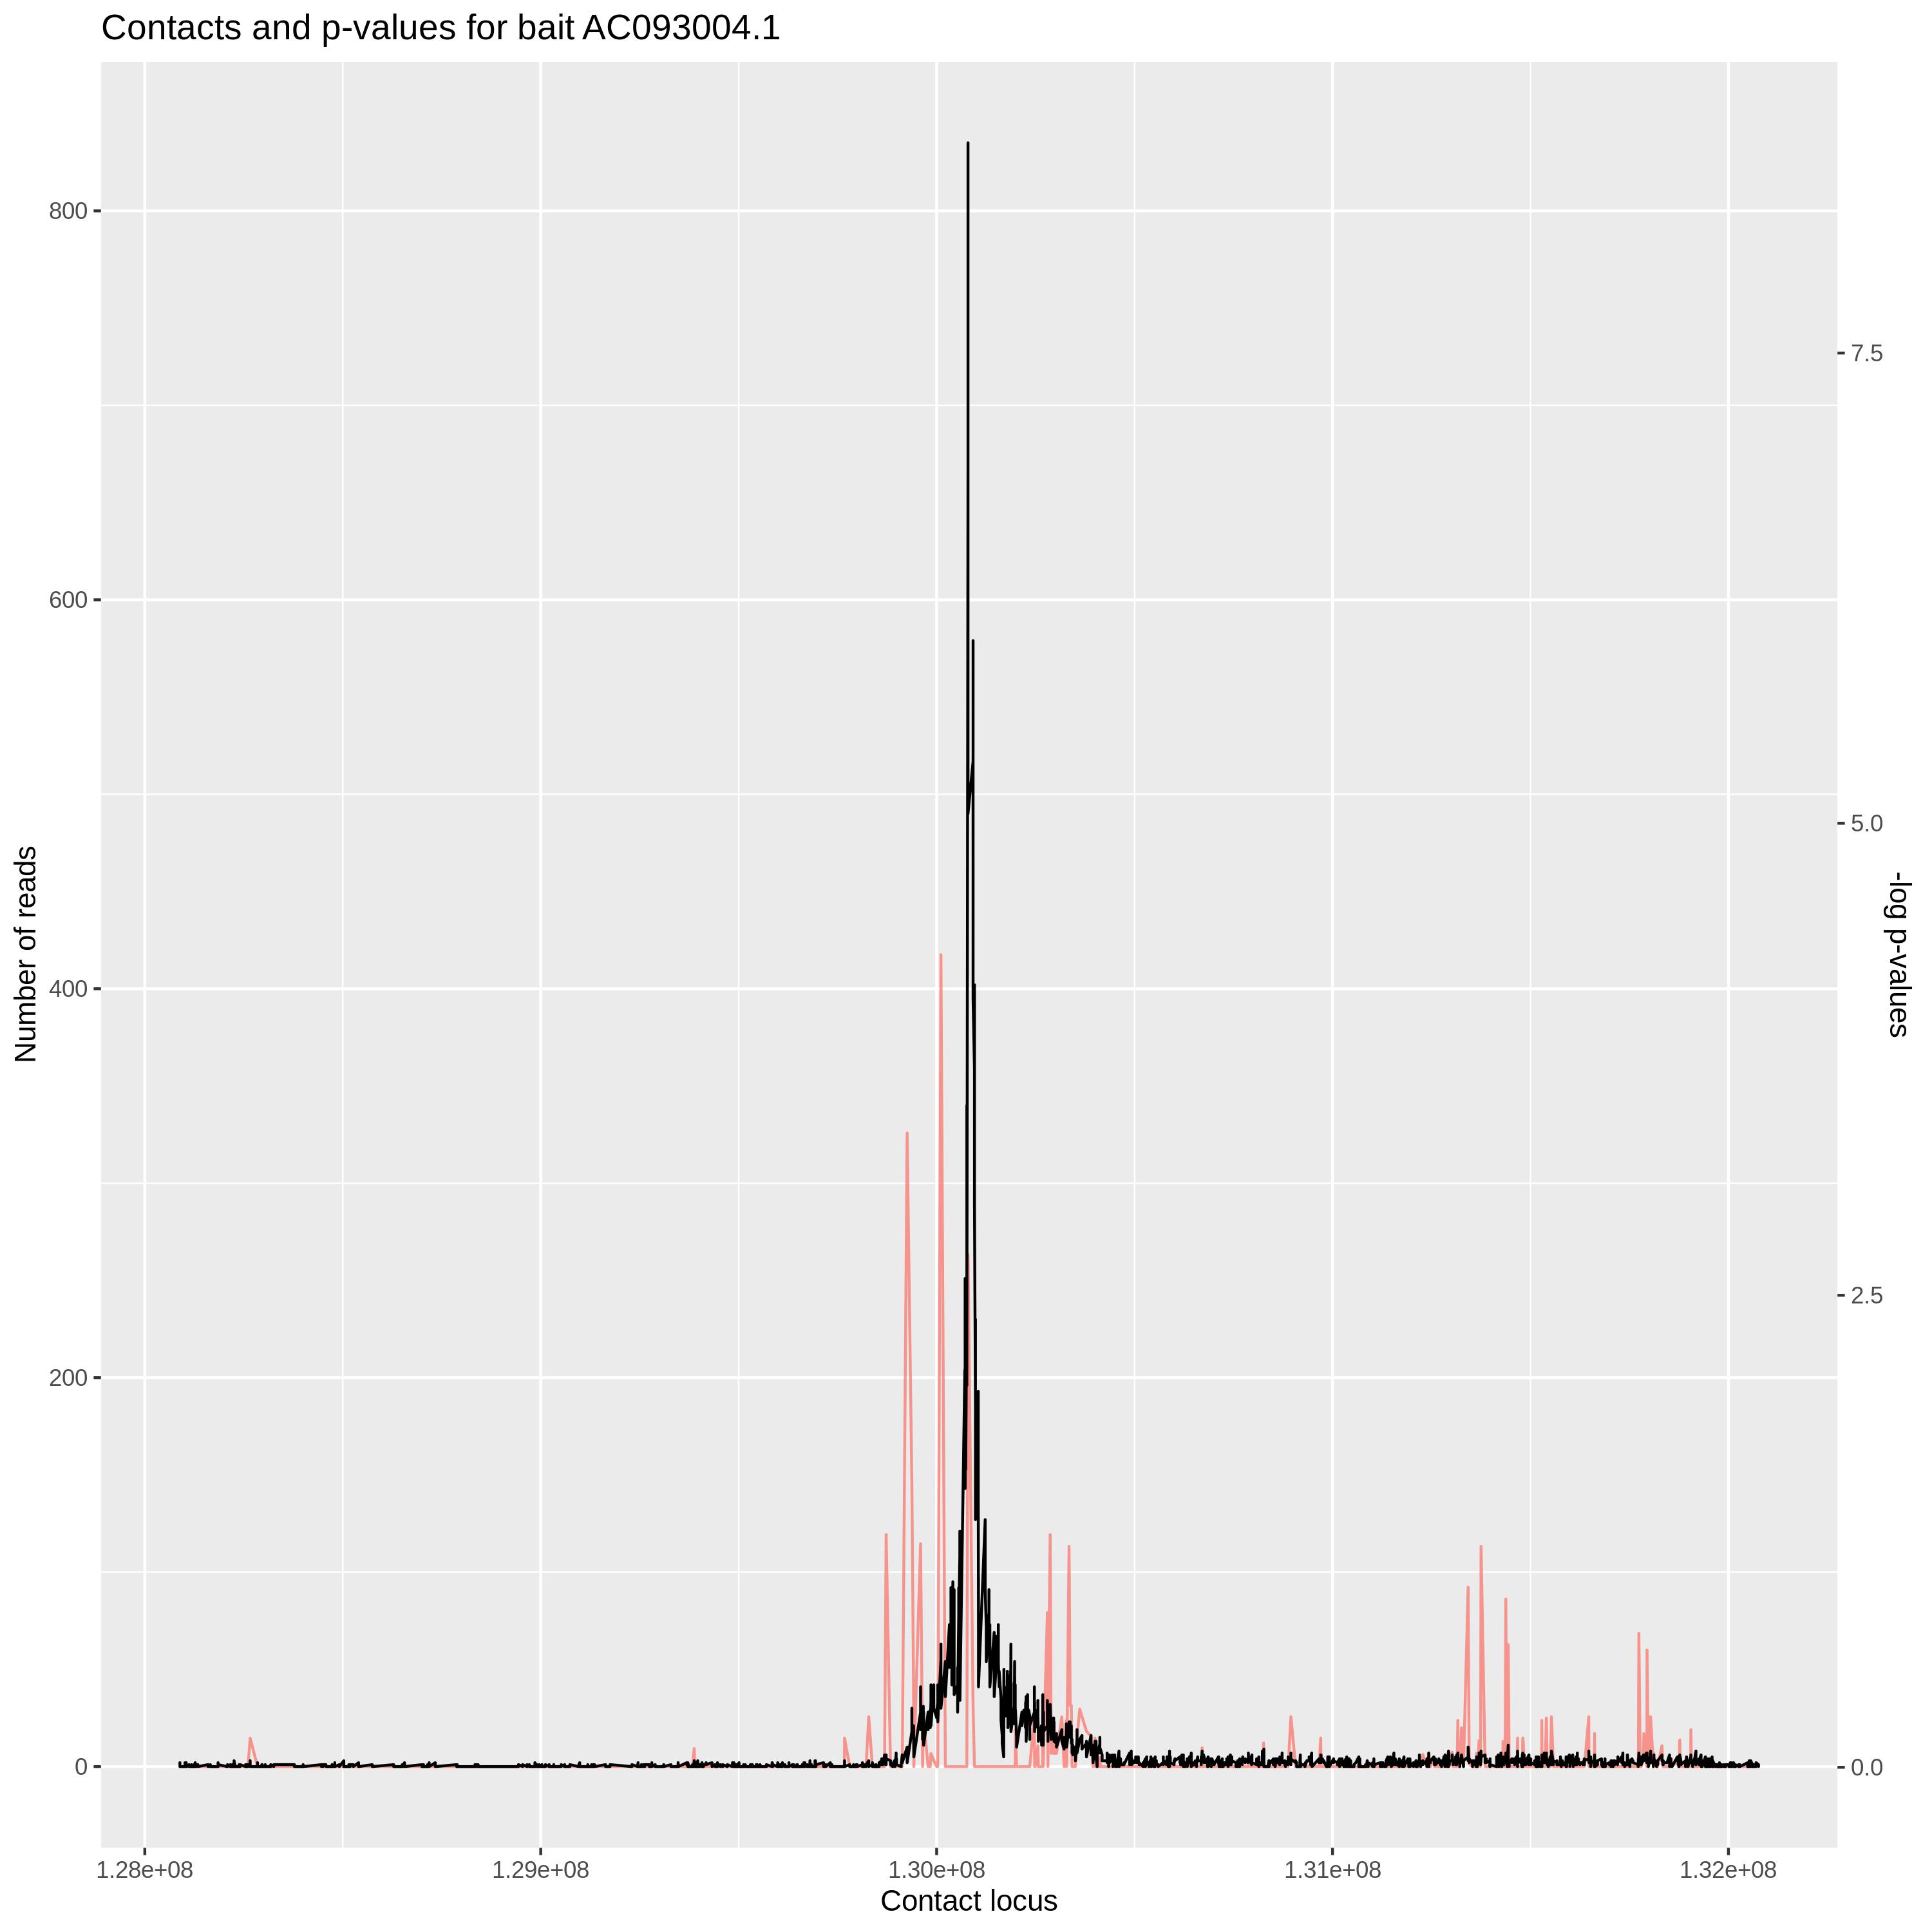 Contacts and p-values for bait AC093004.1
800
600
400
200
0
Number of reads
7.5
5.0
2.5
0.0
-log p-values
1.28e+08 1.29e+08 1.30e+08 1.31e+08 1.32e+08
Contact locus